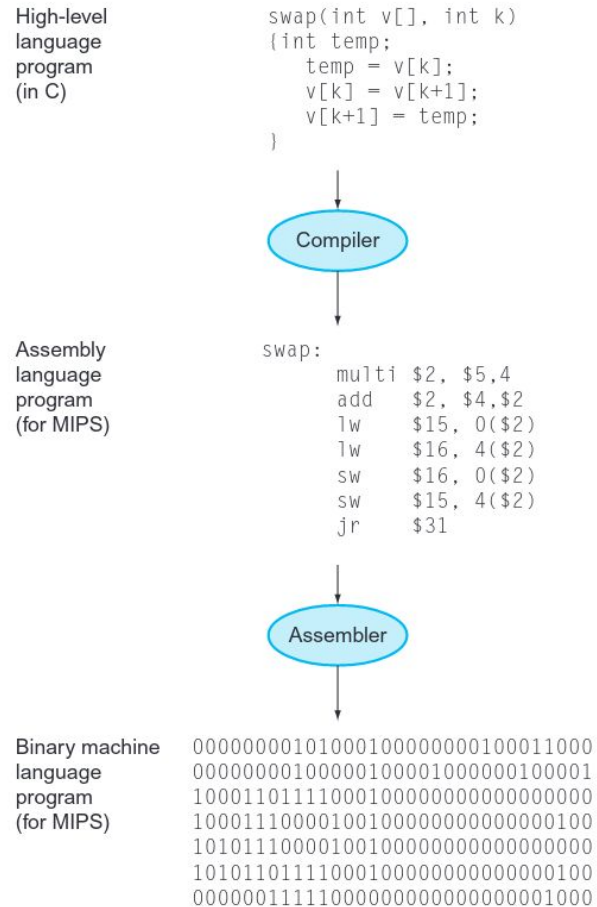 High-level
language
program
(in C)
swap(int v[], int k)
{int temp;
temp = v[k];
v[k] = v[k+1];
v[k+1] = temp;
}
Compiler
Assembly
language
program
(for MIPS)
swap:
multi $2, $5,4
add $2, $4,$2
lw $15, 0($2)
lw $16, 4($2)
sw $16, 0($2)
sw $15, 4($2)
jr $31
Assembler
Binary machine
language
program
(for MIPS)
00000000101000100000000100011000
00000000100000100001000000100001
10001101111000100000000000000000
10001110000100100000000000000100
10101110000100100000000000000000
10101101111000100000000000000100
00000011111000000000000000001000